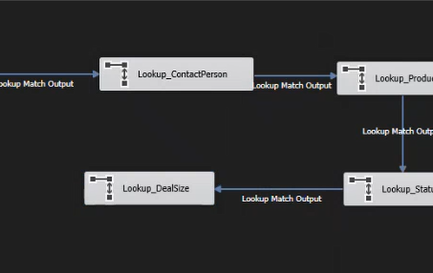 Lookup_ContactPerson
ookup Match Output
Lookup Match Output
Lookup_Produc
Lookup Match Outp
Lookup_DealSize
Lookup Match Output
Lookup_Statu